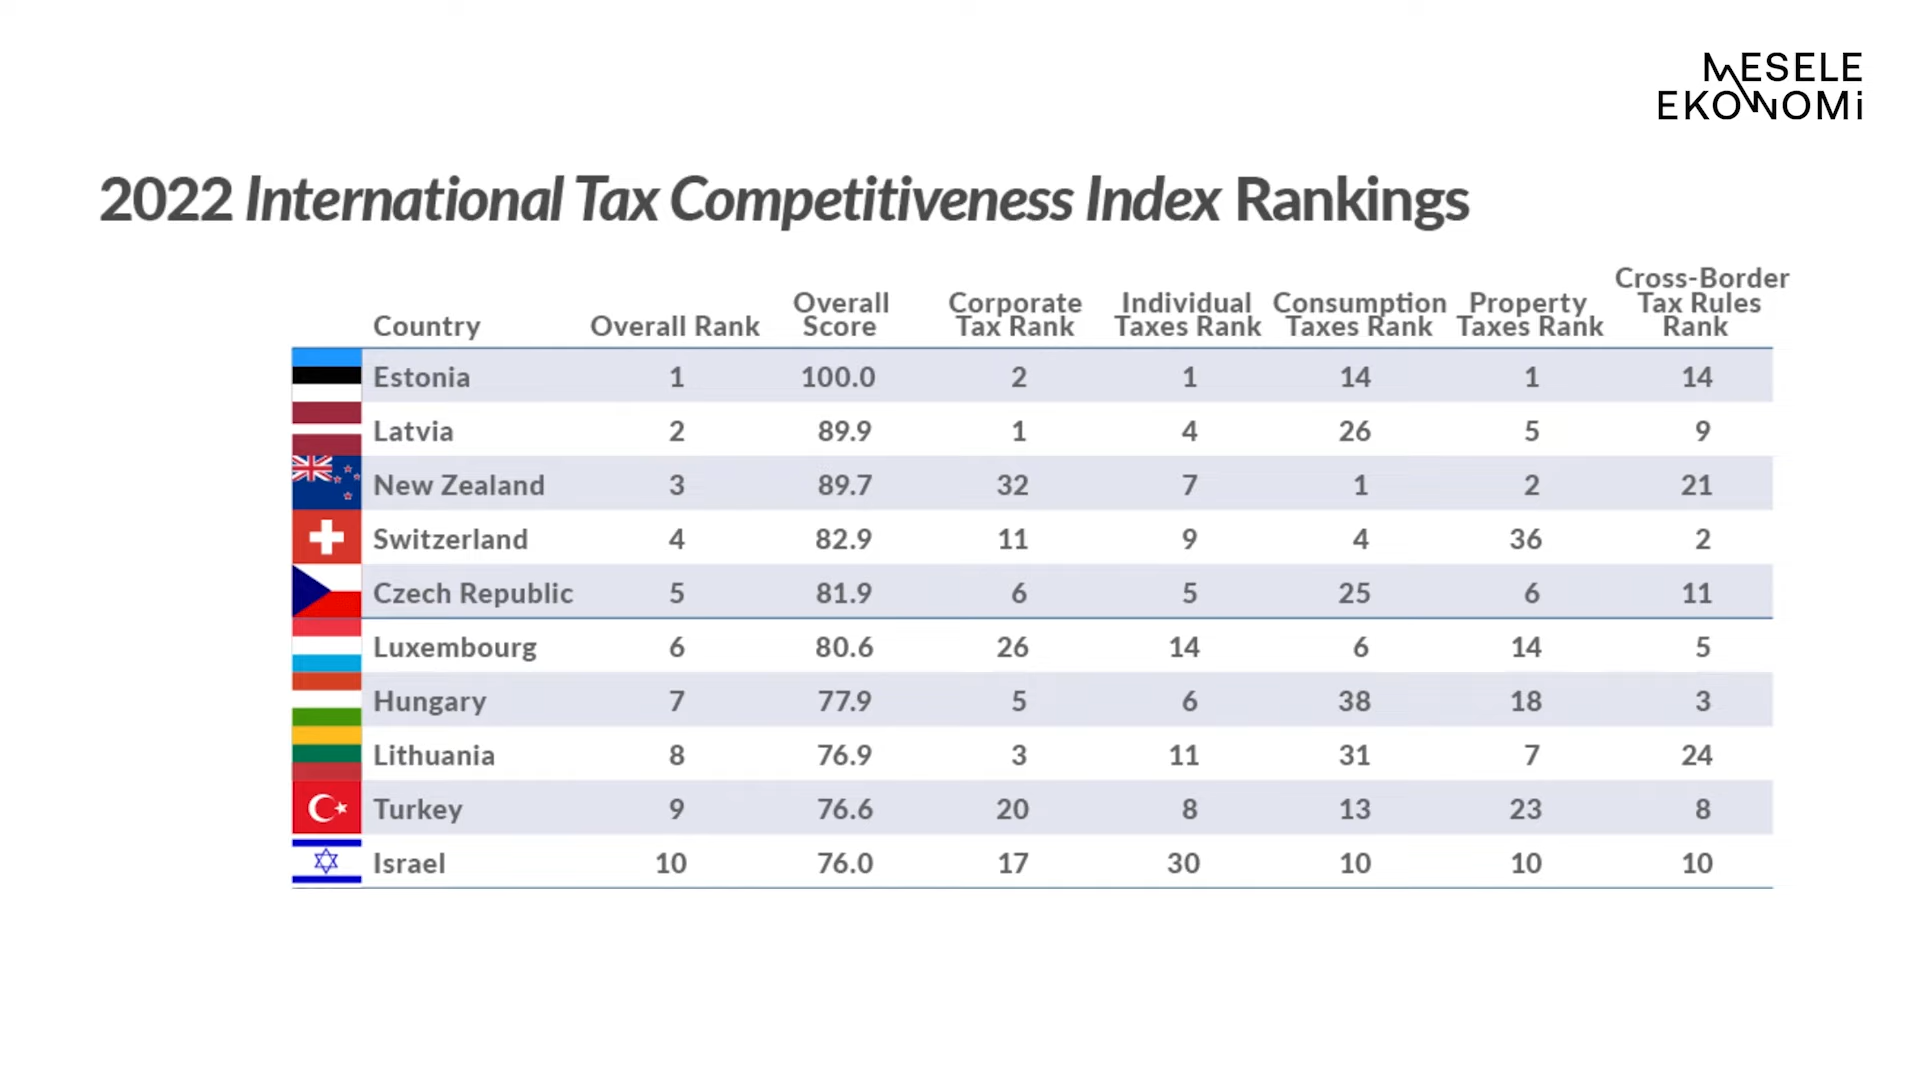 MESELE
EKONOMİ
2022 International Tax Competitiveness Index Rankings
Country Overall Rank Overall Score Corporate Tax Rank Individual Taxes Rank Consumption Taxes Rank Property Taxes Rank Cross-Border Tax Rules Rank
Estonia 1 100.0 2 1 14 1 14
Latvia 2 89.9 1 4 26 5 9
New Zealand 3 89.7 32 7 1 2 21
Switzerland 4 82.9 11 9 4 36 2
Czech Republic 5 81.9 6 5 25 6 11
Luxembourg 6 80.6 26 14 6 14 5
Hungary 7 77.9 5 6 38 18 3
Lithuania 8 76.9 3 11 31 7 24
Turkey 9 76.6 20 8 13 23 8
Israel 10 76.0 17 30 10 10 10